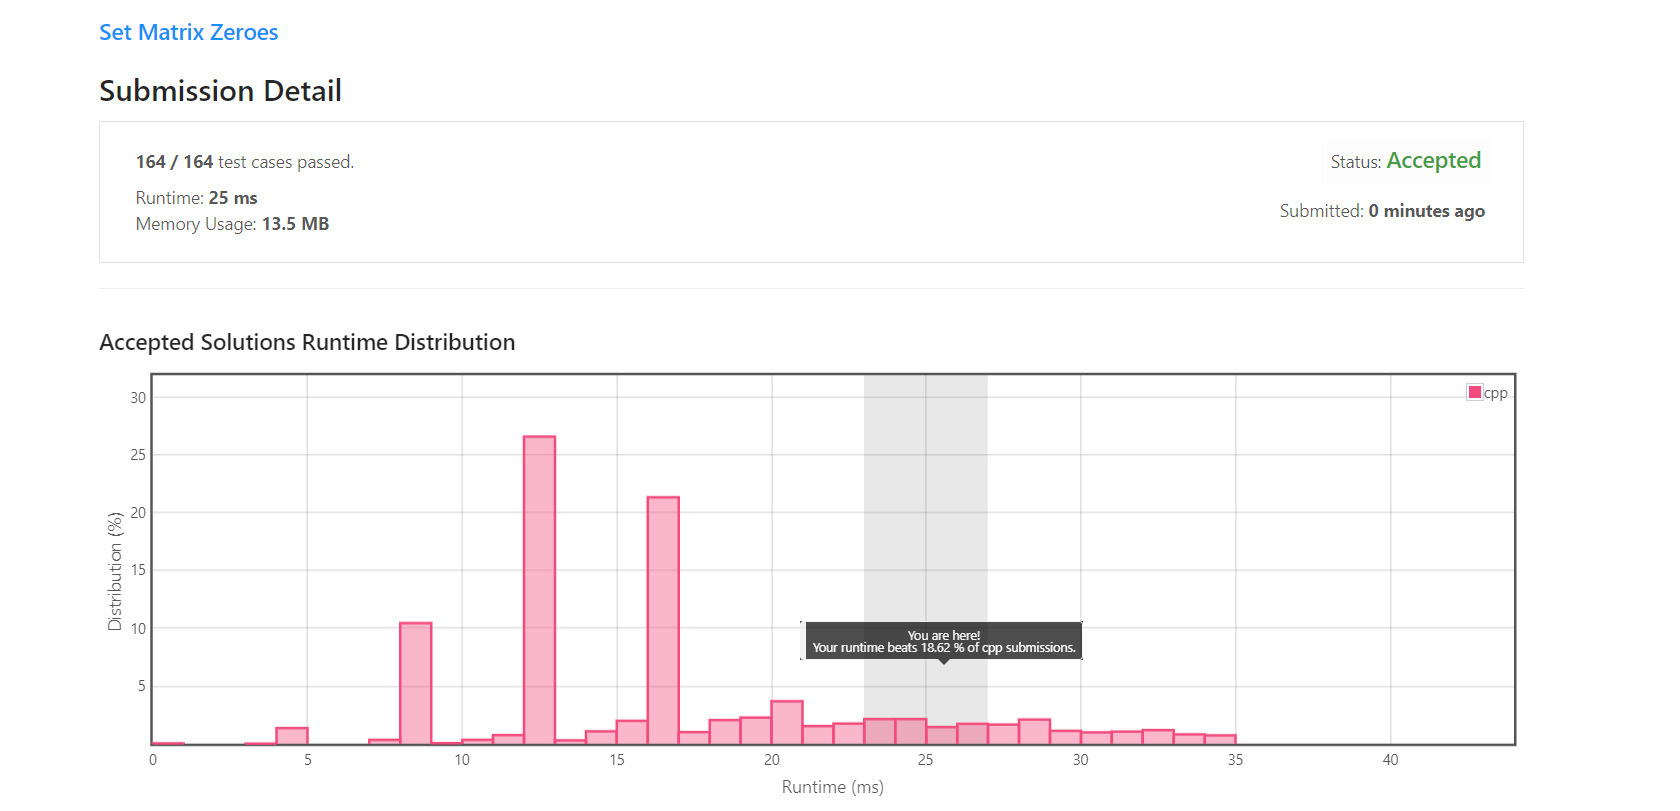 Set Matrix Zeroes
Submission Detail
164 / 164 test cases passed.
Status: Accepted
Runtime: 25 ms
Submitted: 0 minutes ago
Memory Usage: 13.5 MB
Accepted Solutions Runtime Distribution
cpp
30
25
20
15
10
5
Distribution (%)
You are here!
Your runtime beats 18.62 % of cpp submissions.
0 5 10 15 20 25 30 35 40
Runtime (ms)